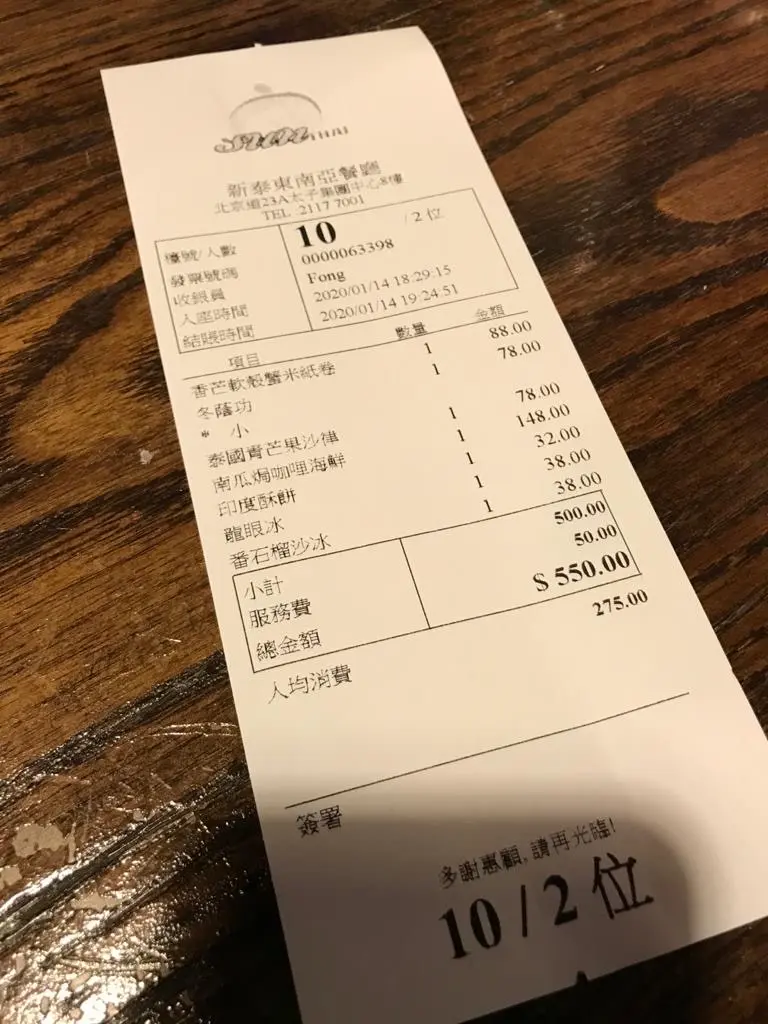 SUN THAI
新泰東南亞餐廳
北京道23A太子集團中心8樓
TEL :2117 7001
檯號/人數 10 /2 位
發票號碼 0000063398
收銀員 Fong
入座時間 2020/01/14 18:29:15
結賬時間 2020/01/14 19:24:51
項目 數量 金額
香芒軟殼蟹米紙卷 1 88.00
冬蔭功 1 78.00
* 小
泰國青芒果沙律 1 78.00
南瓜焗咖哩海鮮 1 148.00
印度酥餅 1 32.00
龍眼冰 1 38.00
番石榴沙冰 1 38.00
小計 500.00
服務費 50.00
總金額 $ 550.00
人均消費 275.00
簽署
多謝惠顧, 請再光臨!
10 / 2 位